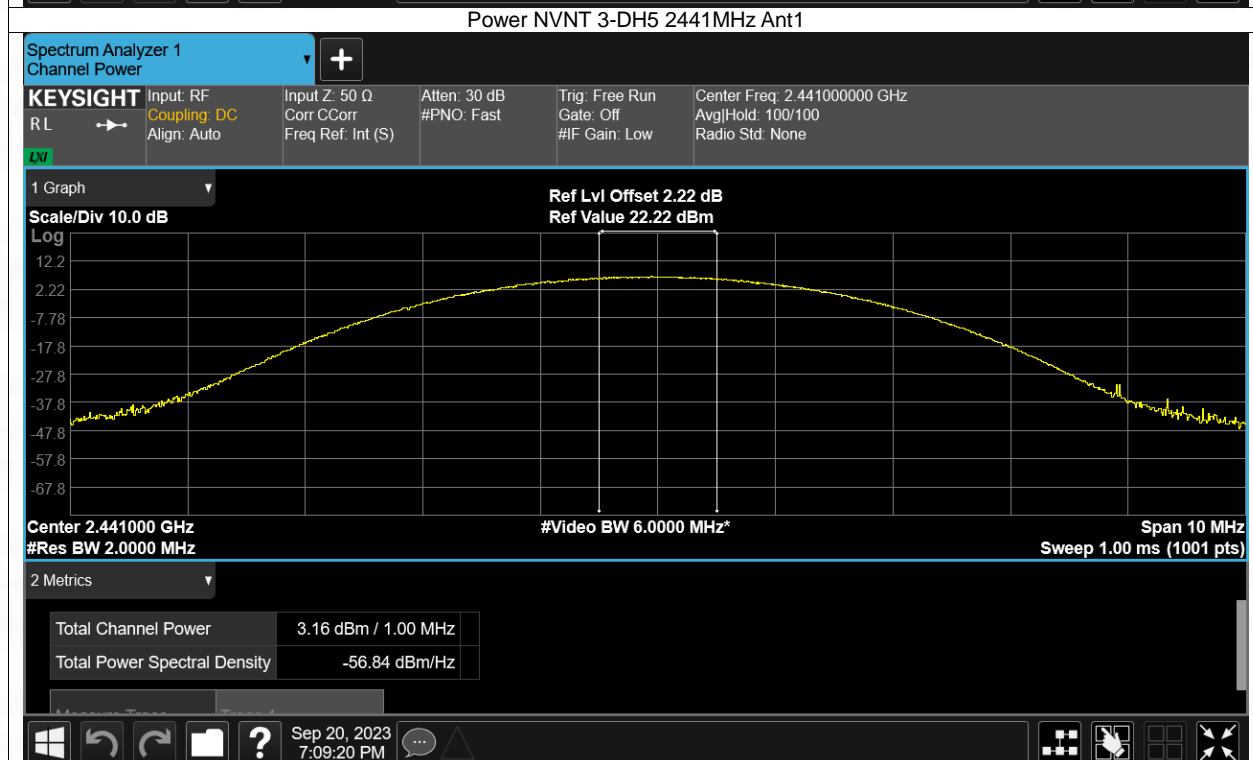 Power NVNT 3-DH5 2441MHz Ant1
Spectrum Analyzer 1
Channel Power
KEYSIGHT
RL
LXI
Input: RF
Coupling: DC
Align: Auto
Input Z: 50 Ω
Corr CCorr
Freq Ref: Int (S)
Atten: 30 dB
#PNO: Fast
Trig: Free Run
Gate: Off
#IF Gain: Low
Center Freq: 2.441000000 GHz
Avg|Hold: 100/100
Radio Std: None
1 Graph
Scale/Div 10.0 dB
Ref Lvl Offset 2.22 dB
Ref Value 22.22 dBm
Log
12.2
2.22
-7.78
-17.8
-27.8
-37.8
-47.8
-57.8
-67.8
Center 2.441000 GHz
#Video BW 6.0000 MHz*
Span 10 MHz
#Res BW 2.0000 MHz
Sweep 1.00 ms (1001 pts)
2 Metrics
Total Channel Power 3.16 dBm / 1.00 MHz
Total Power Spectral Density -56.84 dBm/Hz
Sep 20, 2023
7:09:20 PM